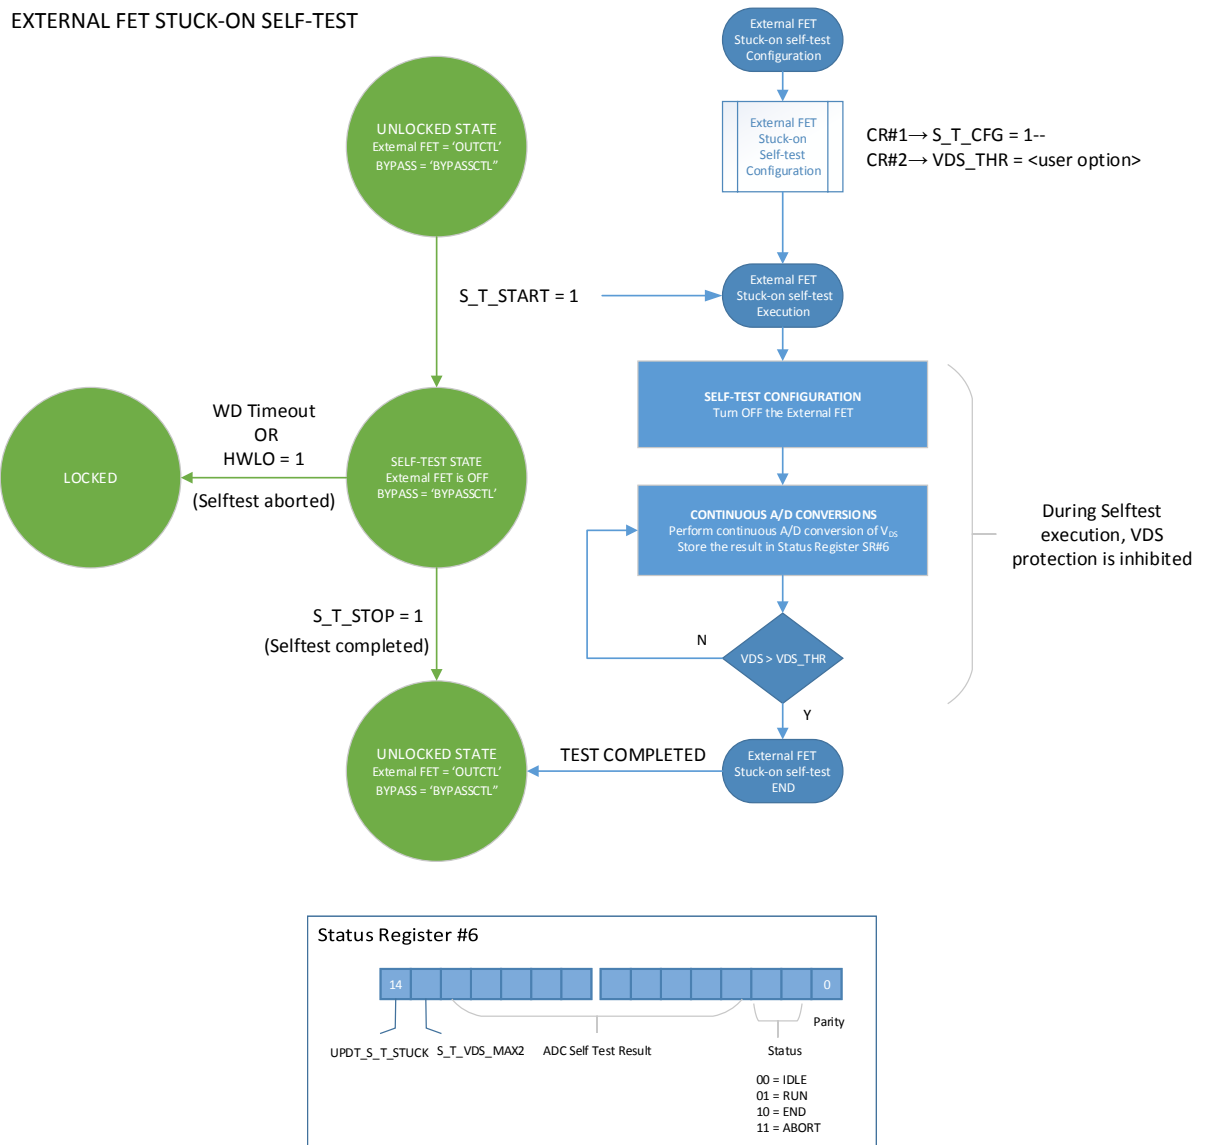 EXTERNAL FET STUCK-ON SELF-TEST
External FET
Stuck-on self-test
Configuration
UNLOCKED STATE
External FET = ‘OUTCTL’
BYPASS = ‘BYPASSCTL”
External FET
Stuck-on
Self-test
Configuration
CR#1→ S_T_CFG = 1--
CR#2→ VDS_THR = <user option>
S_T_START = 1
External FET
Stuck-on self-test
Execution
SELF-TEST CONFIGURATION
Turn OFF the External FET
WD Timeout
OR
HWLO = 1
(Selftest aborted)
LOCKED
SELF-TEST STATE
External FET is OFF
BYPASS = ‘BYPASSCTL’
CONTINUOUS A/D CONVERSIONS
Perform continuous A/D conversion of VDS
Store the result in Status Register SR#6
During Selftest
execution, VDS
protection is inhibited
S_T_STOP = 1
(Selftest completed)
N
VDS > VDS_THR
Y
UNLOCKED STATE
External FET = ‘OUTCTL’
BYPASS = ‘BYPASSCTL”
TEST COMPLETED
External FET
Stuck-on self-test
END
Status Register #6
14
0
Parity
UPDT_S_T_STUCK
S_T_VDS_MAX2
ADC Self Test Result
Status
00 = IDLE
01 = RUN
10 = END
11 = ABORT